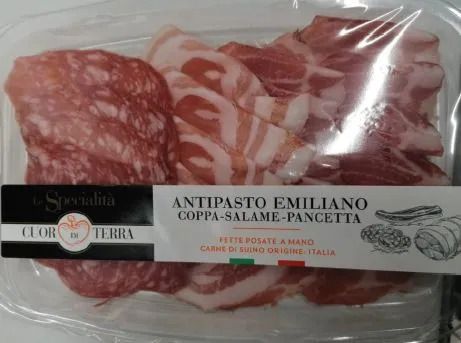 Le Specialità
CUOR DI TERRA
ANTIPASTO EMILIANO
COPPA-SALAME-PANCETTA
FETTE POSATE A MANO
CARNE DI SUINO ORIGINE: ITALIA